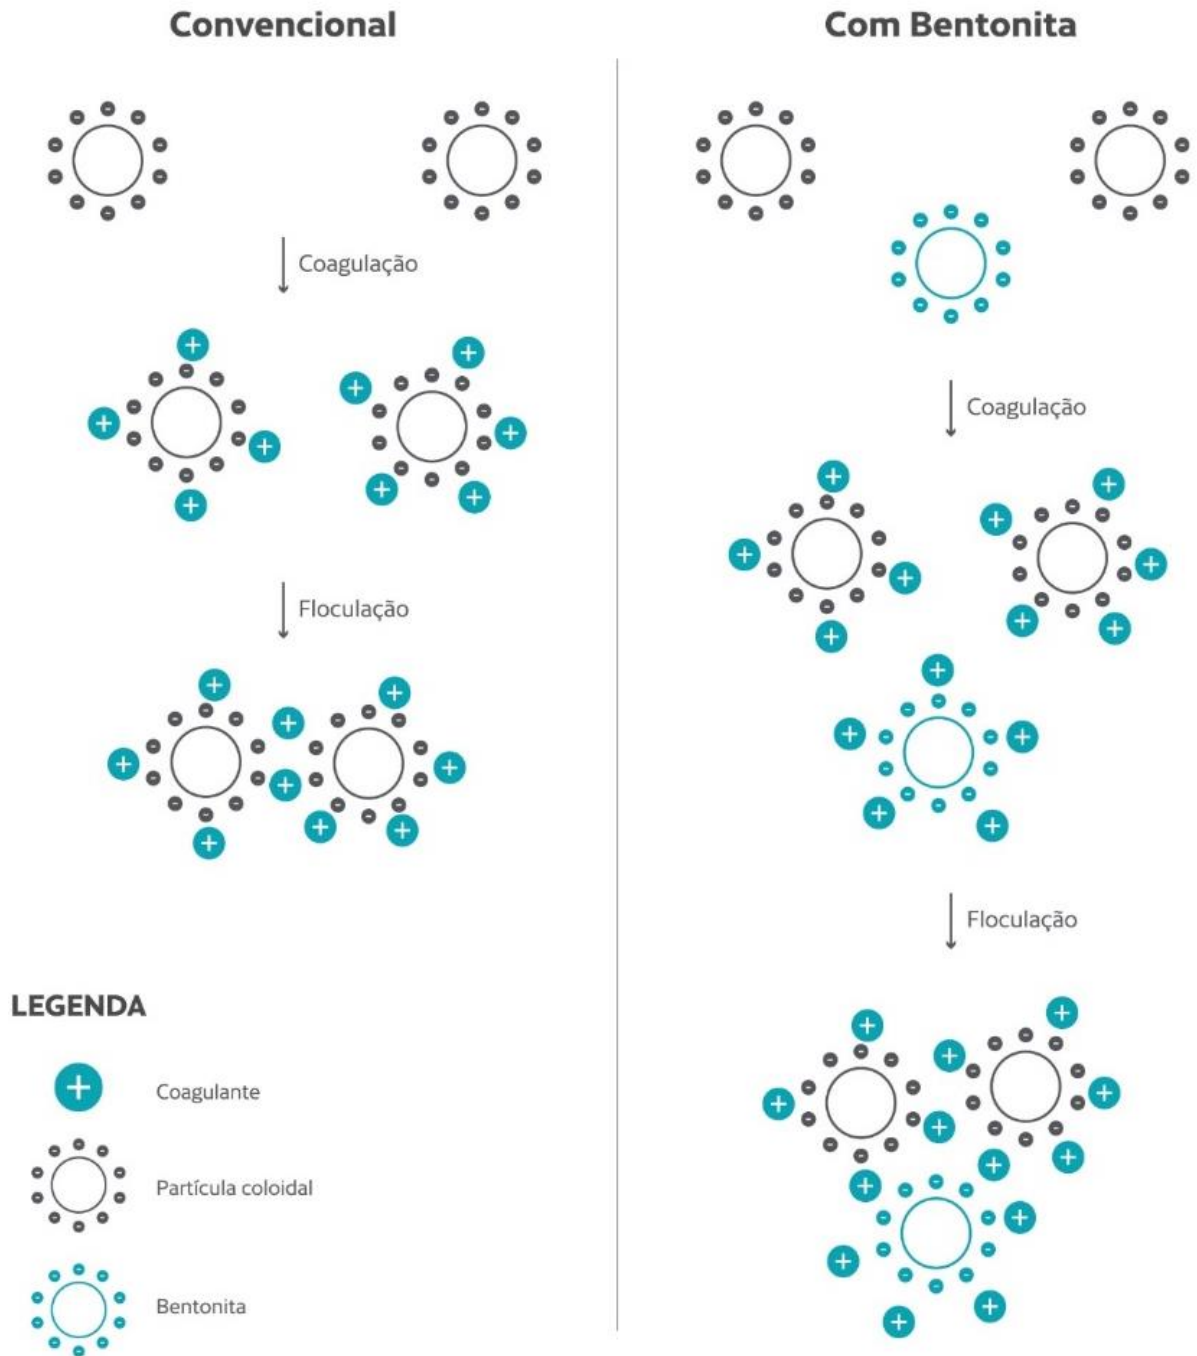 Convencional
Coagulação
Floculação
LEGENDA
Coagulante
Partícula coloidal
Bentonita
Com Bentonita
Coagulação
Floculação